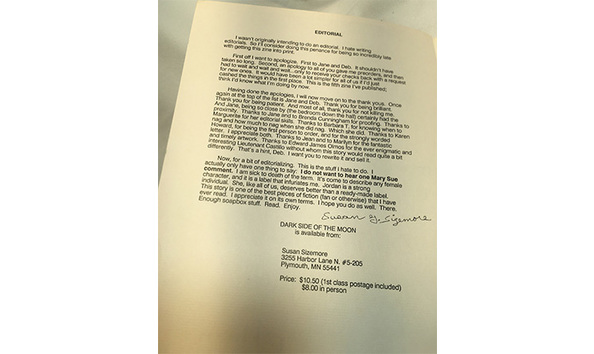 EDITORIAL
I wasn't originally intending to do an editorial. I hate writing
editorials. So I'll consider doing this penance for being so incredibly late
with getting this zine into print.
First off I want to apologize. First to Jane and Deb. It shouldn't have
taken so long. Second, an apology to all of you gave me preorders, and then
had to wait and wait and wait...only to receive your checks back with a request
for new ones. It would have been a lot simpler for all of us if I'd just
cashed the things in the first place. This is the fifth zine I've published;
think I'd know what I'm doing by now.
Having done the apologies, I will now move on to the thank yous. Once
again at the top of the list is Jane and Deb. Thank you for being brilliant.
Thank you for being patient. And most of all, thank you for not killing me.
And Jane, being so close by (the bedroom down the hall) certainly had the
proximity. Thanks to Jane and to Brenda Gunningham for proofing. Thanks to
Marguerite for her editorial skills. Thanks to Barbara T. for knowing when to
nag and how much to nag when she did nag. Which she did. Thanks to Karen
Howard, for being the first person to order, and for the strongly worded
letter. I appreciate both. Thanks to Jean and to Marilyn for the fantastic
and timely artwork. Thanks to Edward James Olmos for the ever enigmatic and
interesting Lieutenant Castillo without whom this story would read quite a bit
differently. That's a hint, Deb. I want you to rewrite it and sell it.
Now, for a bit of editorializing. This is the stuff I hate to do. I
actually only have one thing to say: I do not want to hear one Mary Sue
comment. I am sick to death of the term. It's come to describe any female
character, and it is a label that infuriates me. Jordan is a strong
individual. She, like all of us, deserves better than a ready-made label.
This story is one of the best pieces of fiction (fan or otherwise) that I have
ever read. I appreciate it on its own terms. I hope you do as well. There.
Enough soapbox stuff. Read. Enjoy.
Susan G. Sizemore
DARK SIDE OF THE MOON
is available from:
Susan Sizemore
3255 Harbor Lane N. #5-205
Plymouth, MN 55441
Price: $10.50 (1st class postage included)
$8.00 in person